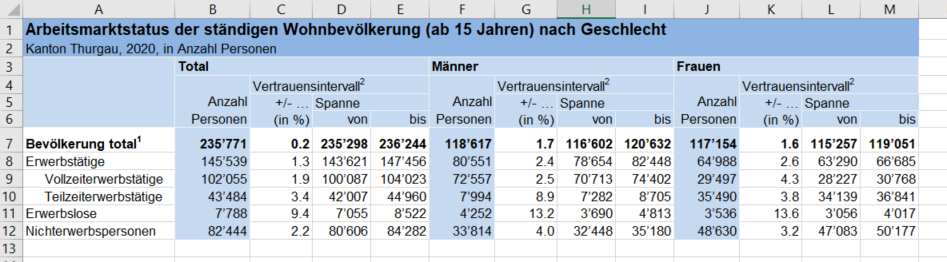 A B C D E F G H I J K L M
1 Arbeitsmarktstatus der ständigen Wohnbevölkerung (ab 15 Jahren) nach Geschlecht
2 Kanton Thurgau, 2020, in Anzahl Personen
3 Total Männer Frauen
4 Vertrauensintervall² Vertrauensintervall² Vertrauensintervall²
5 Anzahl +/- … Spanne Anzahl +/- … Spanne Anzahl +/- … Spanne
6 Personen (in %) von bis Personen (in %) von bis Personen (in %) von bis
7 Bevölkerung total¹ 235’771 0.2 235’298 236’244 118’617 1.7 116’602 120’632 117’154 1.6 115’257 119’051
8 Erwerbstätige 145’539 1.3 143’621 147’456 80’551 2.4 78’654 82’448 64’988 2.6 63’290 66’685
9 Vollzeiterwerbstätige 102’055 1.9 100’087 104’023 72’557 2.5 70’713 74’402 29’497 4.3 28’227 30’768
10 Teilzeiterwerbstätige 43’484 3.4 42’007 44’960 7’994 8.9 7’282 8’705 35’490 3.8 34’139 36’841
11 Erwerbslose 7’788 9.4 7’055 8’522 4’252 13.2 3’690 4’813 3’536 13.6 3’056 4’017
12 Nichterwerbspersonen 82’444 2.2 80’606 84’282 33’814 4.0 32’448 35’180 48’630 3.2 47’083 50’177
13